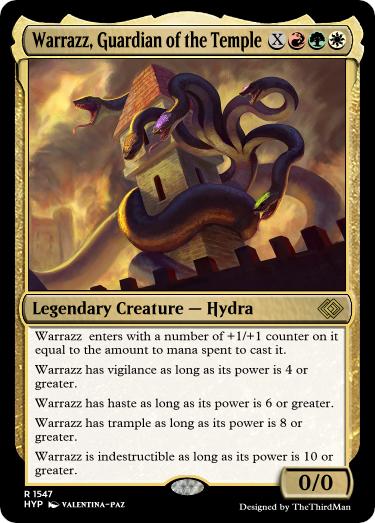 Warrazz, Guardian of the Temple X
Legendary Creature — Hydra
Warrazz enters with a number of +1/+1 counter on it
equal to the amount to mana spent to cast it.
Warrazz has vigilance as long as its power is 4 or
greater.
Warrazz has haste as long as its power is 6 or greater.
Warrazz has trample as long as its power is 8 or
greater.
Warrazz is indestructible as long as its power is 10 or
greater.
0/0
R 1547
HYP VALENTINA-PAZ
Designed by TheThirdMan